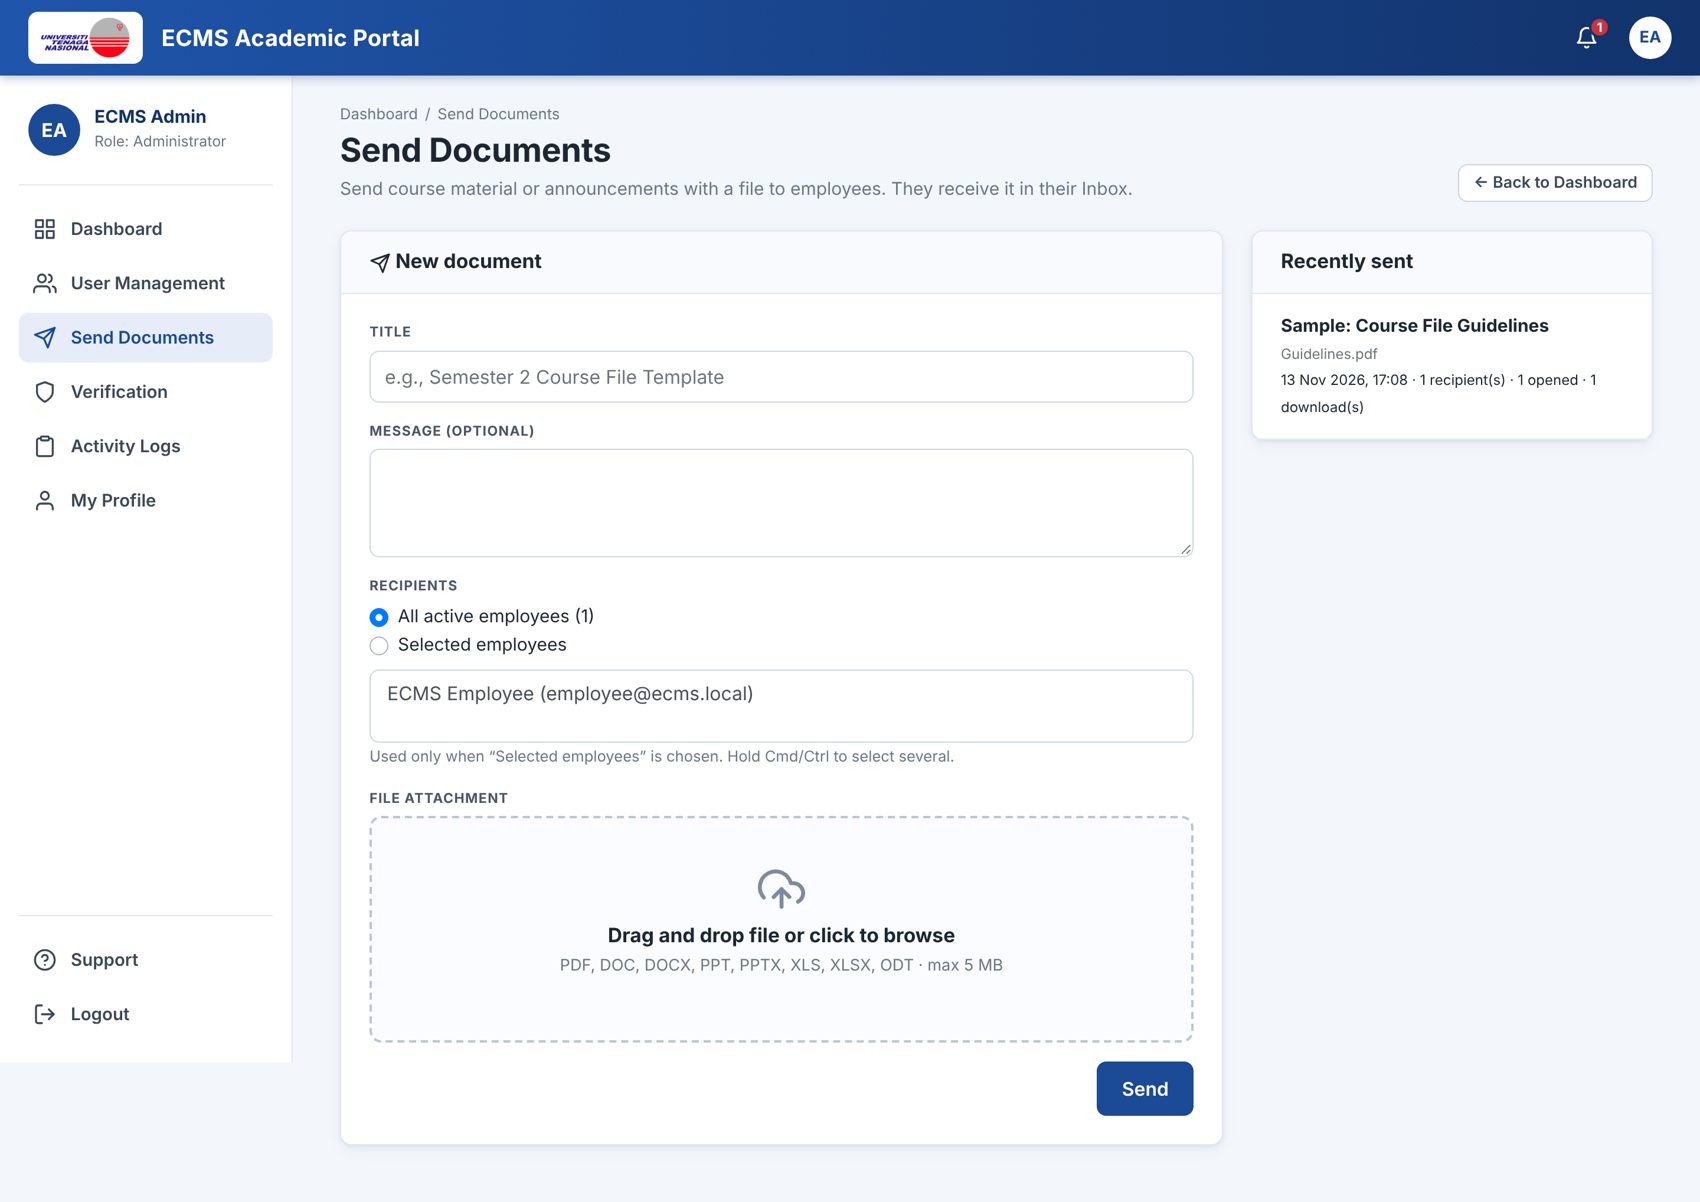 UNIVERSITI
TENAGA
NASIONAL
ECMS Academic Portal
1
EA
EA
ECMS Admin
Role: Administrator
Dashboard
User Management
Send Documents
Verification
Activity Logs
My Profile
Support
Logout
Dashboard / Send Documents
Send Documents
Send course material or announcements with a file to employees. They receive it in their Inbox.
← Back to Dashboard
New document
TITLE
e.g., Semester 2 Course File Template
MESSAGE (OPTIONAL)
RECIPIENTS
All active employees (1)
Selected employees
ECMS Employee (employee@ecms.local)
Used only when “Selected employees” is chosen. Hold Cmd/Ctrl to select several.
FILE ATTACHMENT
Drag and drop file or click to browse
PDF, DOC, DOCX, PPT, PPTX, XLS, XLSX, ODT · max 5 MB
Send
Recently sent
Sample: Course File Guidelines
Guidelines.pdf
13 Nov 2026, 17:08 · 1 recipient(s) · 1 opened · 1
download(s)